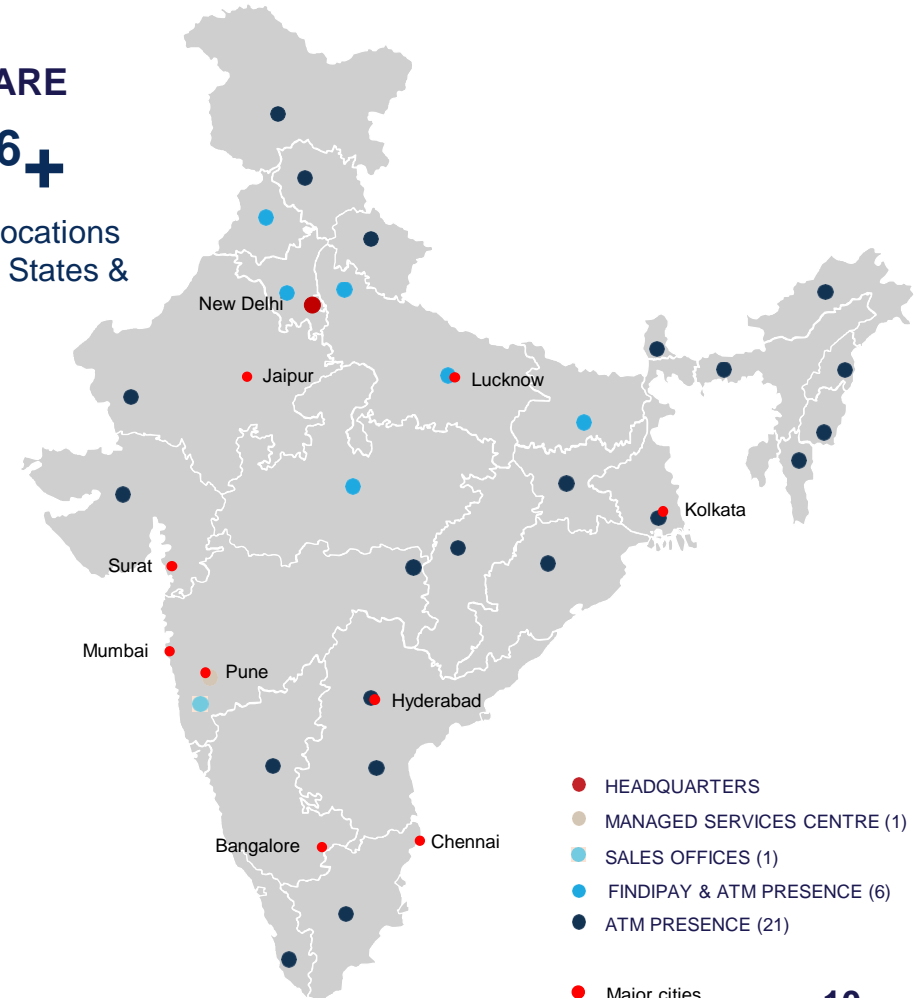 ARE
6+
ocations
States &
New Delhi
Jaipur
Lucknow
Kolkata
Surat
Mumbai
Pune
Hyderabad
Bangalore
Chennai
HEADQUARTERS
MANAGED SERVICES CENTRE (1)
SALES OFFICES (1)
FINDIPAY & ATM PRESENCE (6)
ATM PRESENCE (21)
Major cities